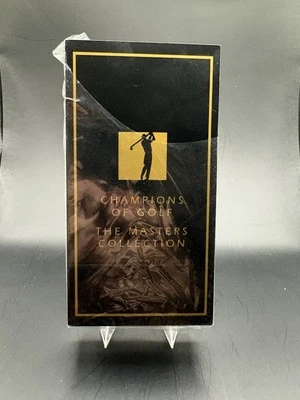 CHAMPIONS
OF GOLF
THE MASTERS
COLLECTION